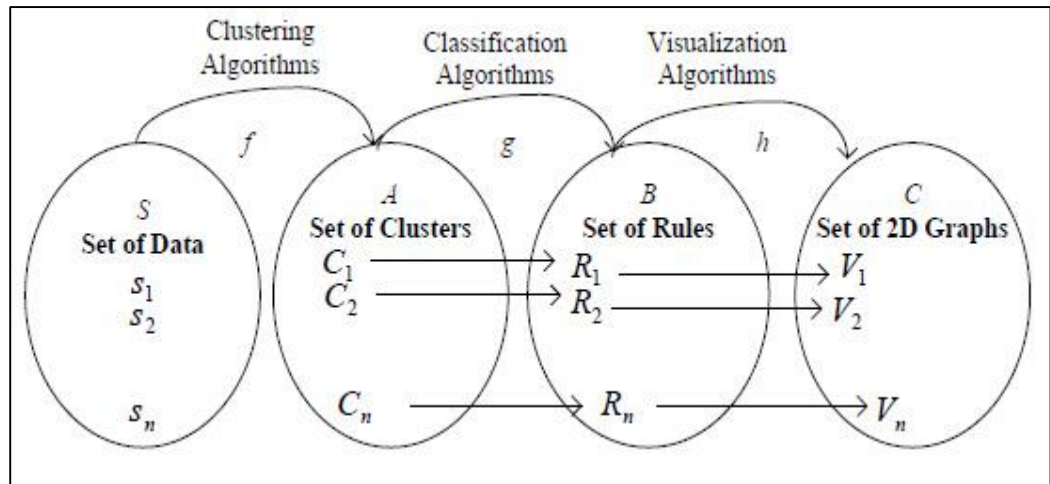 Clustering
Algorithms
Classification
Algorithms
Visualization
Algorithms
f
g
h
S
Set of Data
s₁
s₂
sₙ
A
Set of Clusters
C₁
C₂
Cₙ
B
Set of Rules
R₁
R₂
Rₙ
C
Set of 2D Graphs
V₁
V₂
Vₙ